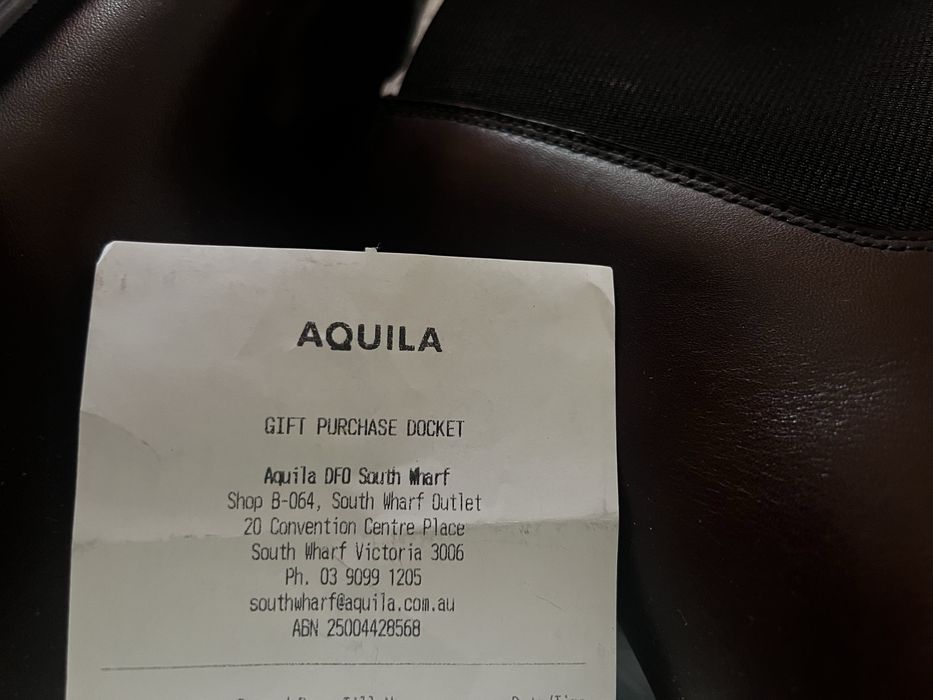 AQUILA
GIFT PURCHASE DOCKET
Aquila DFO South Wharf
Shop B-064, South Wharf Outlet
20 Convention Centre Place
South Wharf Victoria 3006
Ph. 03 9099 1205
southwharf@aquila.com.au
ABN 25004428568